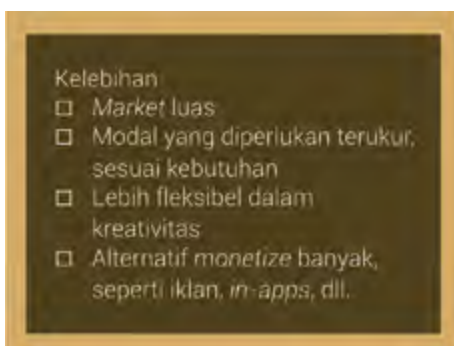 Kelebihan
□ Market luas
□ Modal yang diperlukan terukur,
sesuai kebutuhan
□ Lebih fleksibel dalam
kreativitas
□ Alternatif monetize banyak,
seperti iklan, in-apps, dll.